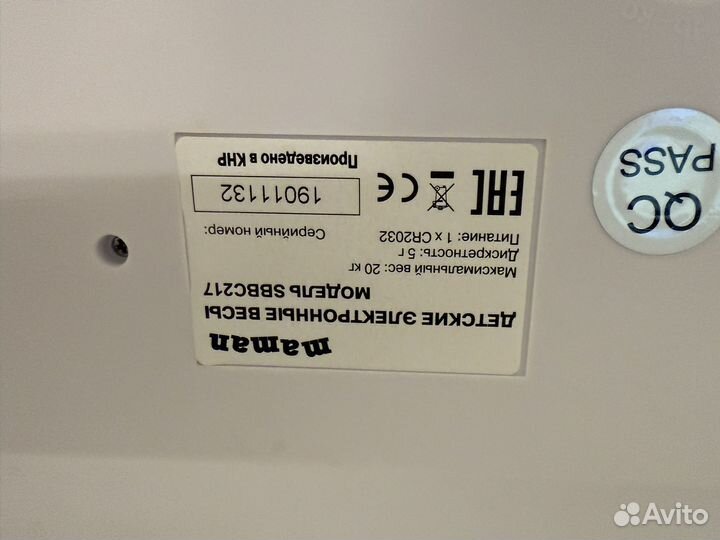 maman
ДЕТСКИЕ ЭЛЕКТРОННЫЕ ВЕСЫ
МОДЕЛЬ SBBC217
Максимальный вес: 20 кг
Дискретность: 5 г
Питание: 1 x CR2032
Серийный номер:
19011132
EAC CE
Произведено в КНР
QC
PASS
Avito